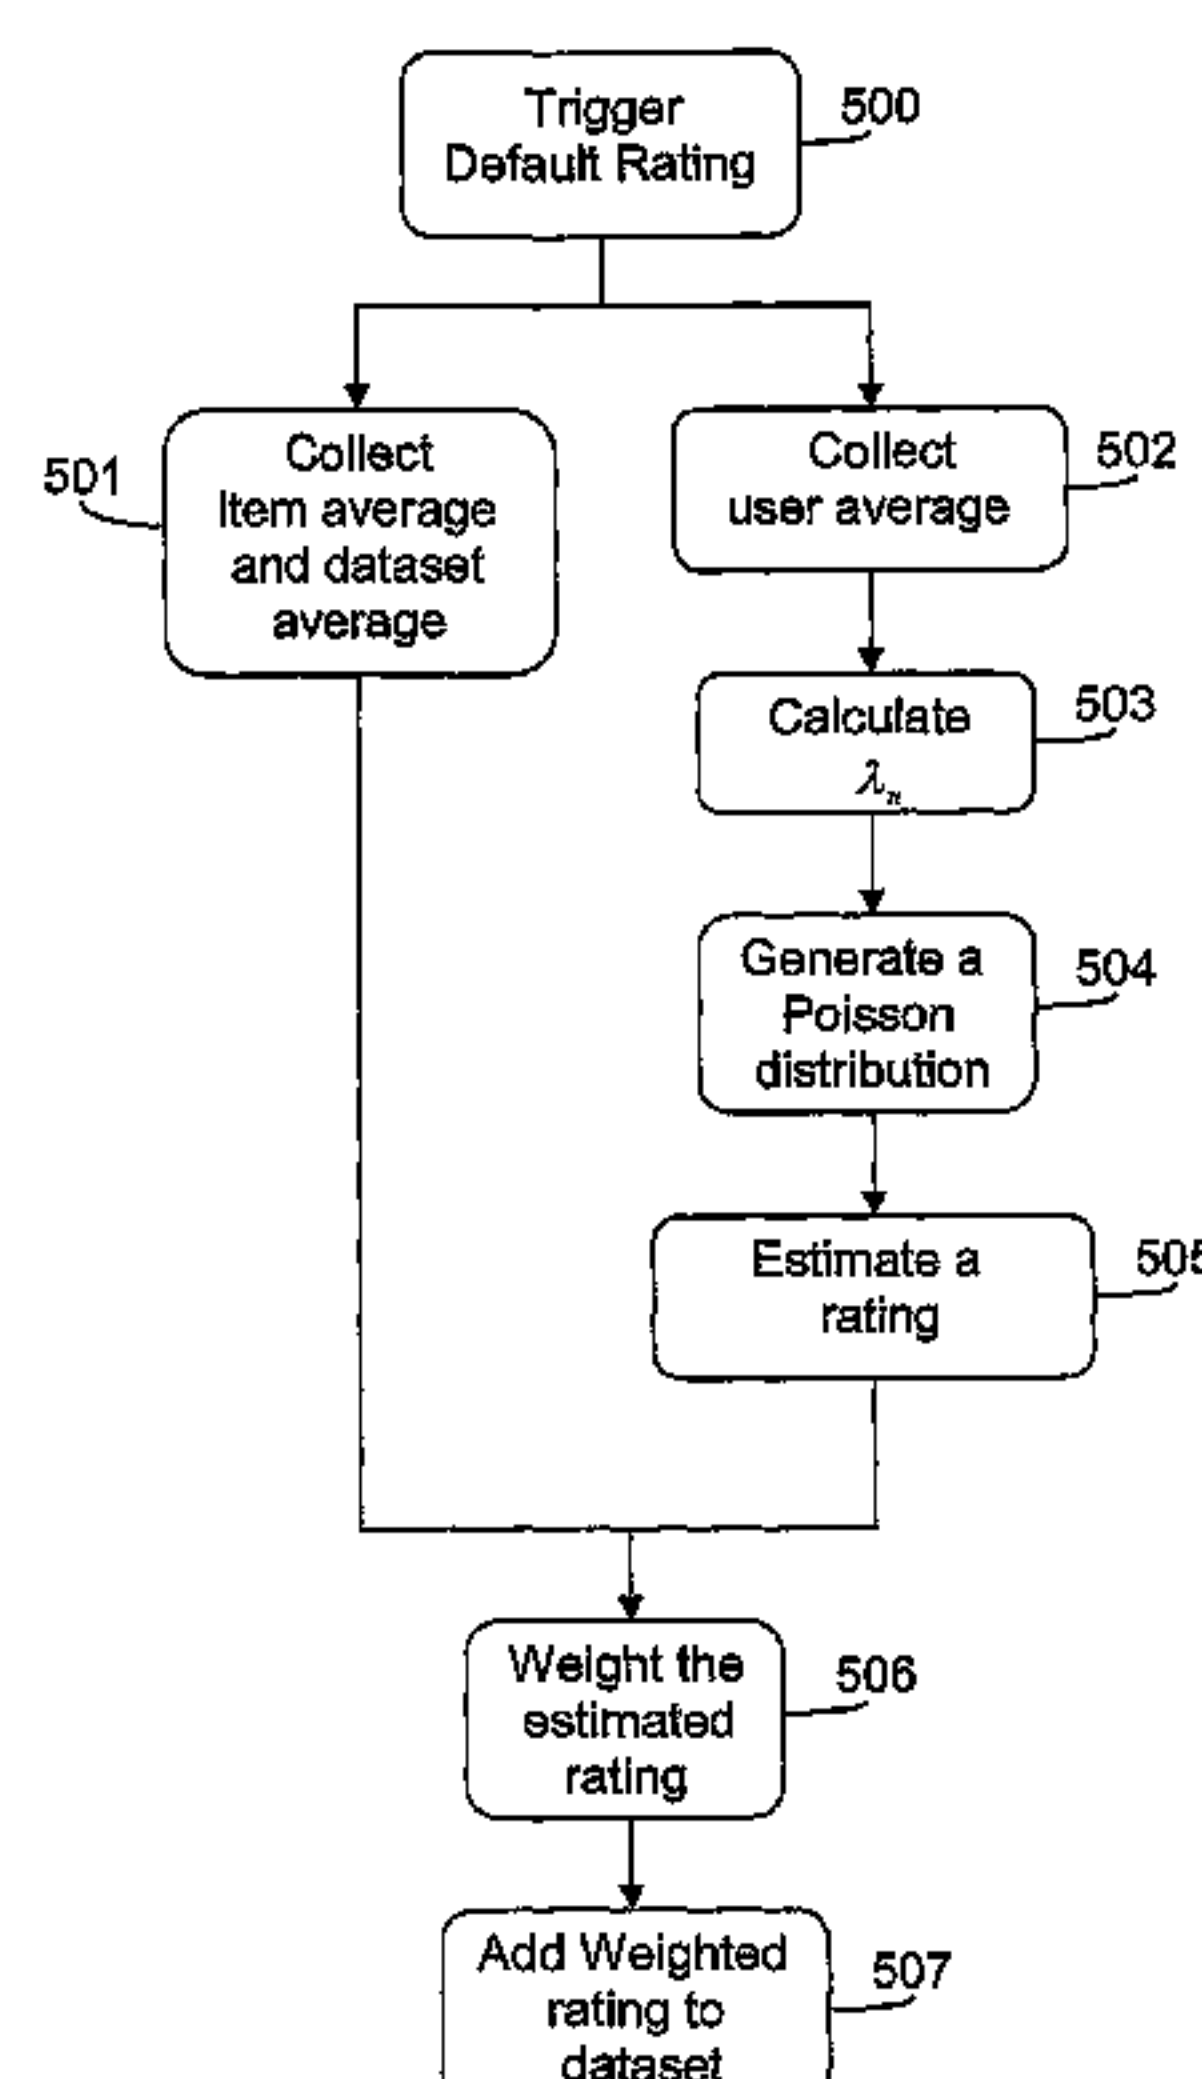 Trigger
Default Rating
500
Collect
Item average
and dataset
average
501
Collect
user average
502
Calculate
λn
503
Generate a
Poisson
distribution
504
Estimate a
rating
505
Weight the
estimated
rating
506
Add Weighted
rating to
dataset
507